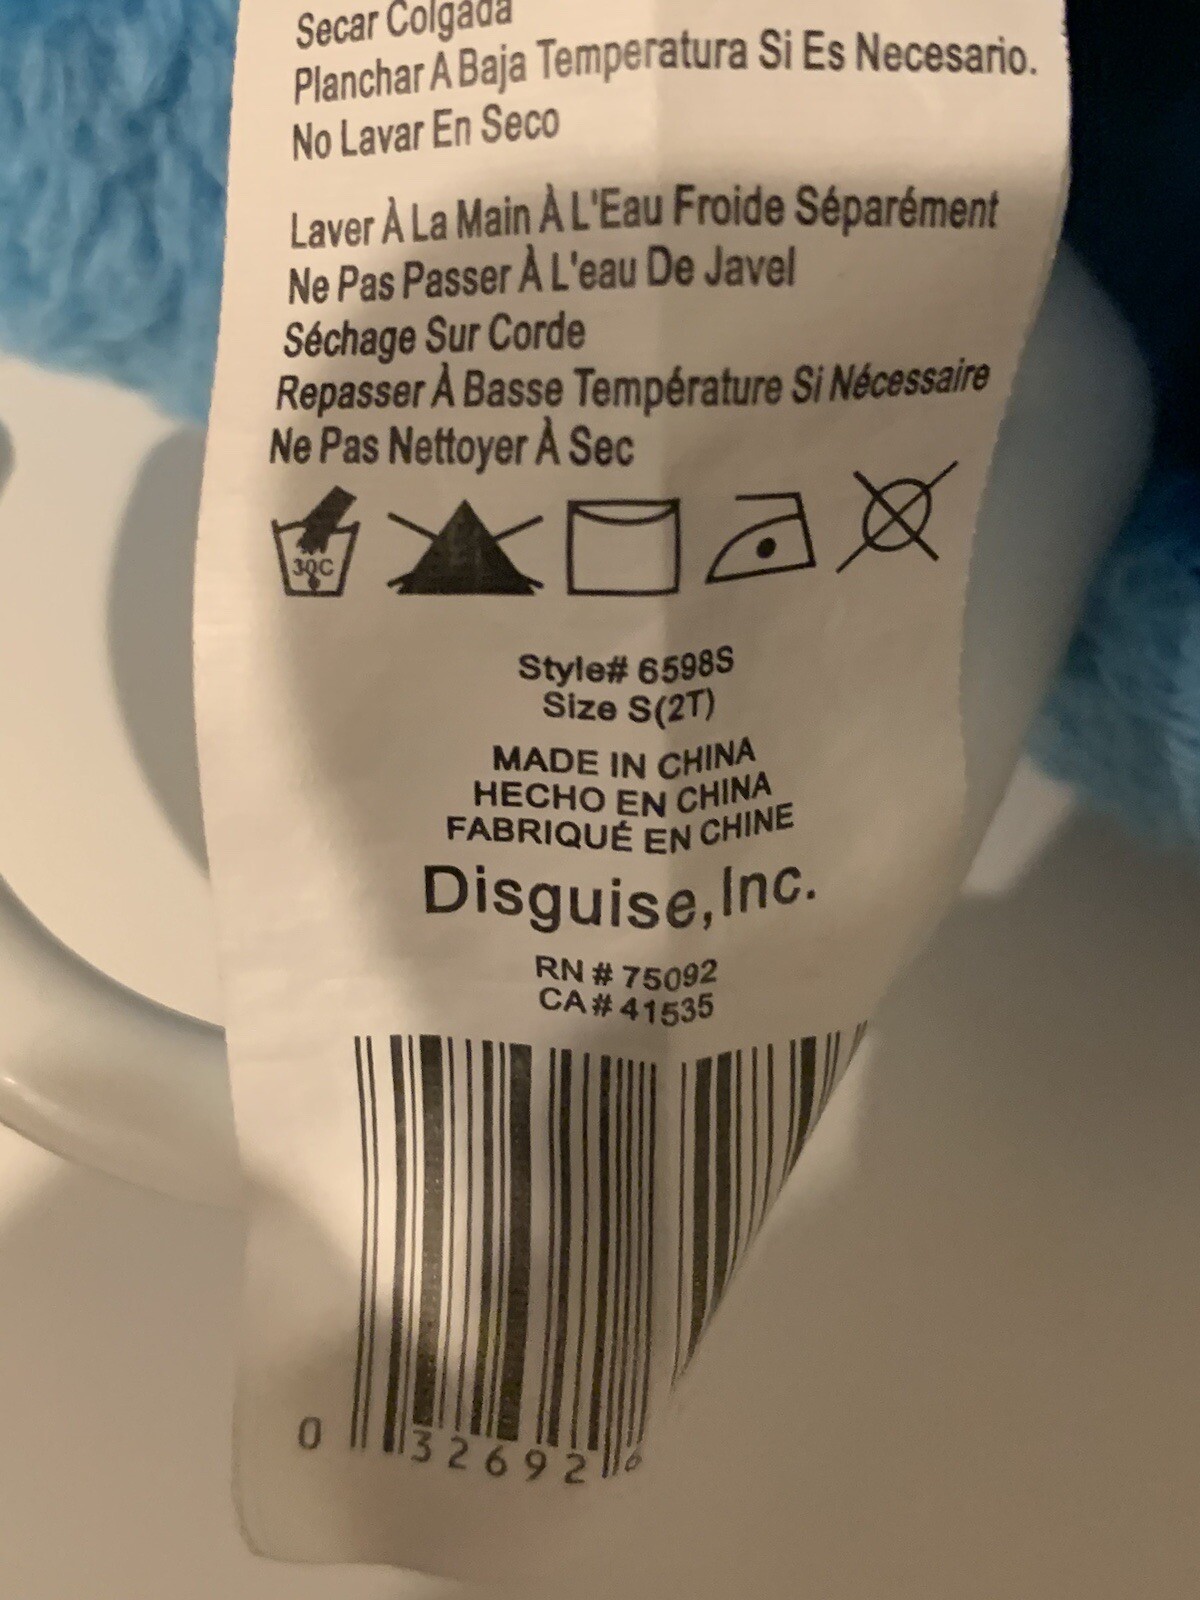 Secar Colgada
Planchar A Baja Temperatura Si Es Necesario.
No Lavar En Seco
Laver À La Main À L'Eau Froide Séparément
Ne Pas Passer À L'eau De Javel
Séchage Sur Corde
Repasser À Basse Température Si Nécessaire
Ne Pas Nettoyer À Sec
30C
Style# 6598S
Size S(2T)
MADE IN CHINA
HECHO EN CHINA
FABRIQUÉ EN CHINE
Disguise, Inc.
RN # 75092
CA# 41535
0 32692 6